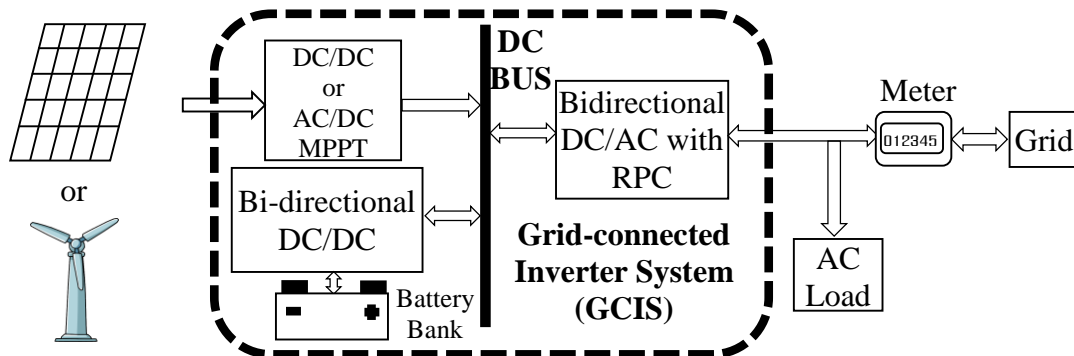 or
DC/DC
or
AC/DC
MPPT
Bi-directional
DC/DC
Battery
Bank
DC
BUS
Bidirectional
DC/AC with
RPC
Grid-connected
Inverter System
(GCIS)
Meter
012345
Grid
AC
Load